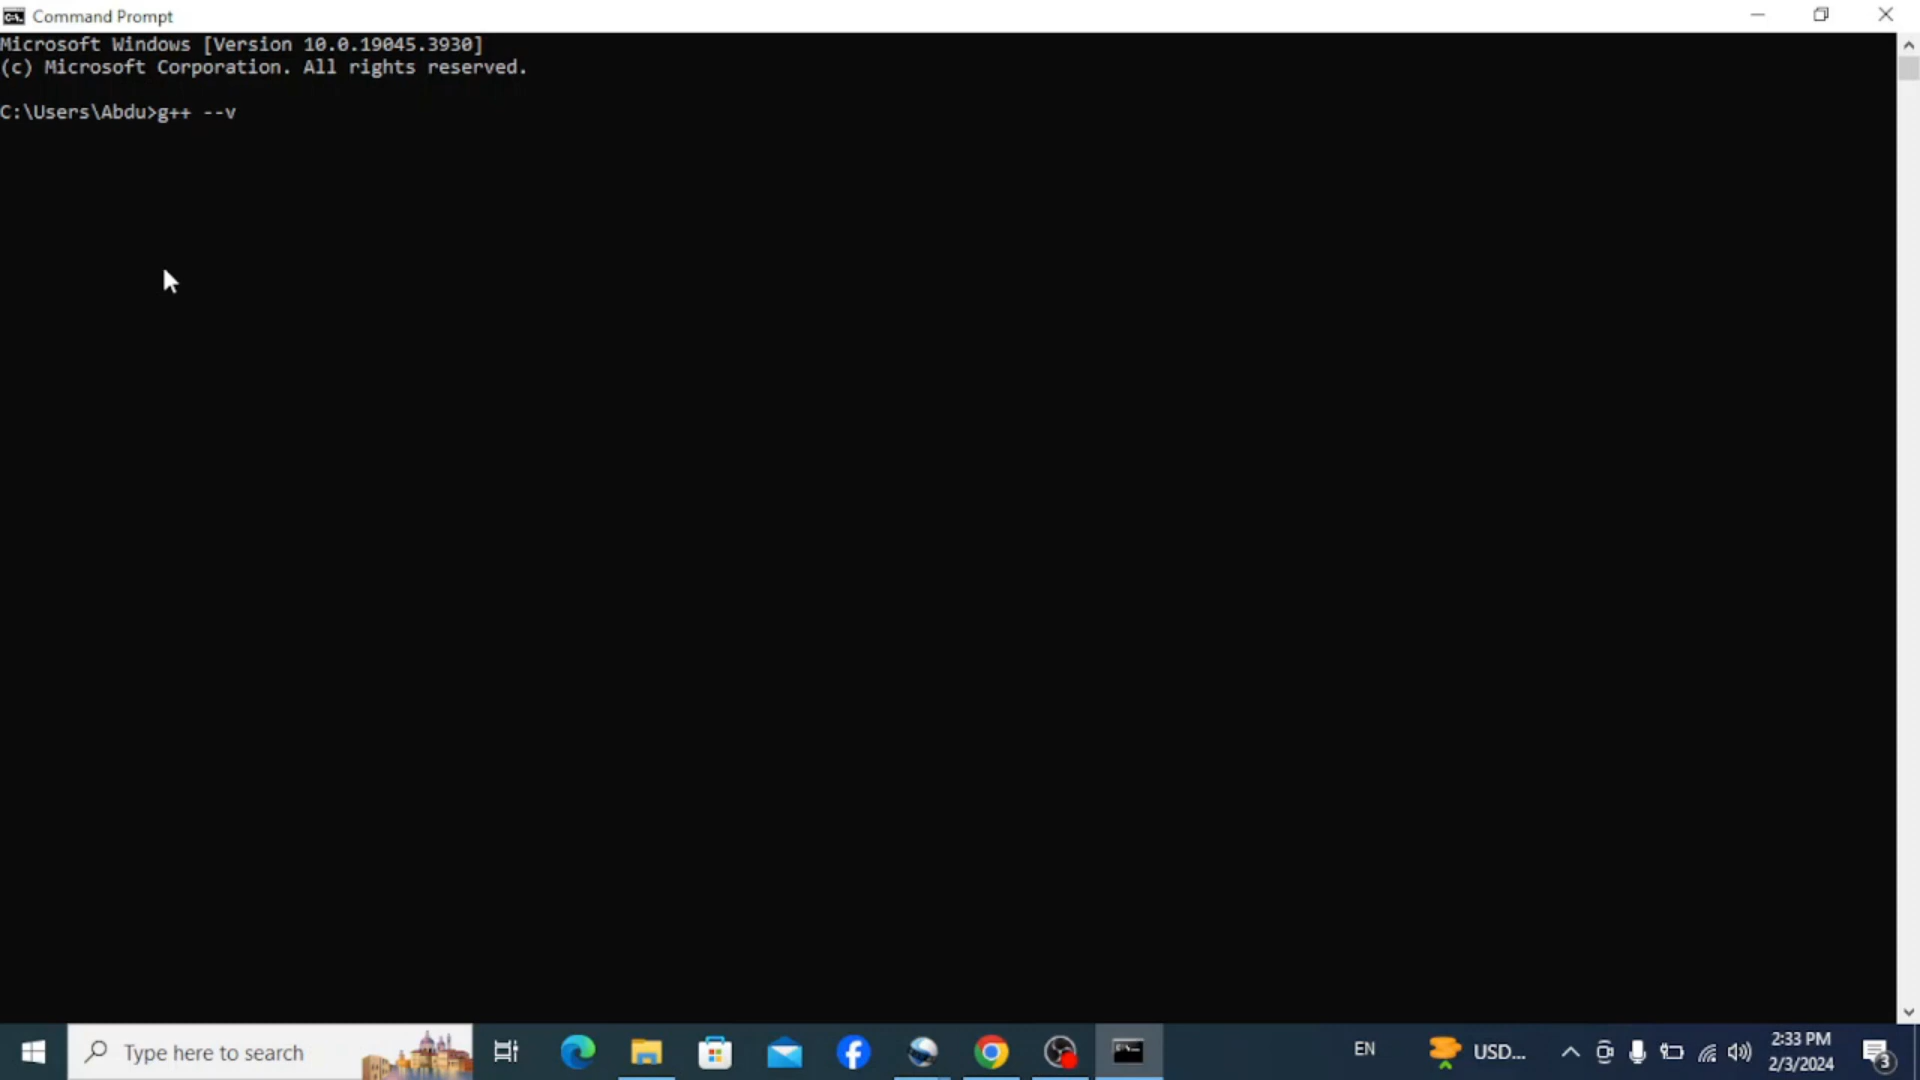 Command Prompt
Microsoft Windows [Version 10.0.19045.3930]
(c) Microsoft Corporation. All rights reserved.
C:\Users\Abdu>g++ --v
Type here to search
EN
USD...
2:33 PM
2/3/2024
3